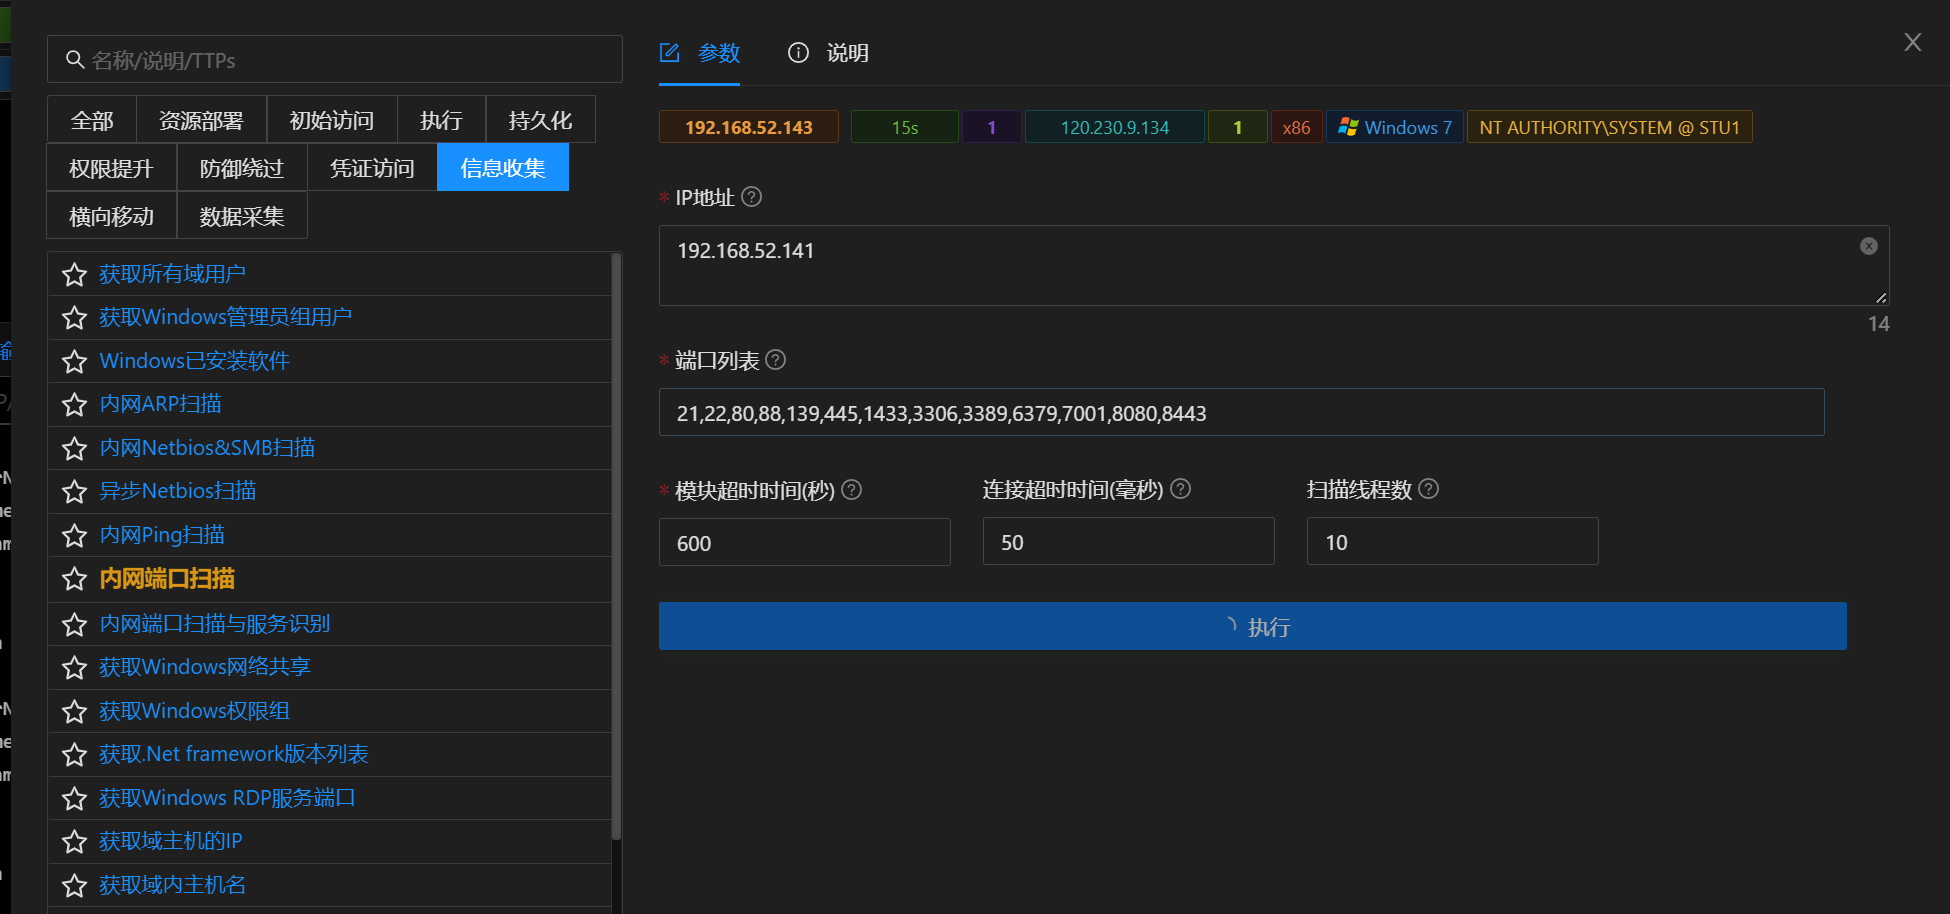 名称/说明/TTPs
全部 资源部署 初始访问 执行 持久化
权限提升 防御绕过 凭证访问 信息收集
横向移动 数据采集
获取所有域用户
获取Windows管理员组用户
Windows已安装软件
内网ARP扫描
内网Netbios&SMB扫描
异步Netbios扫描
内网Ping扫描
内网端口扫描
内网端口扫描与服务识别
获取Windows网络共享
获取Windows权限组
获取.Net framework版本列表
获取Windows RDP服务端口
获取域主机的IP
获取域内主机名
参数 说明
192.168.52.143 15s 1 120.230.9.134 1 x86 Windows 7 NT AUTHORITY\SYSTEM @ STU1
* IP地址
192.168.52.141
14
* 端口列表
21,22,80,88,139,445,1433,3306,3389,6379,7001,8080,8443
* 模块超时时间(秒) 连接超时时间(毫秒) 扫描线程数
600 50 10
执行